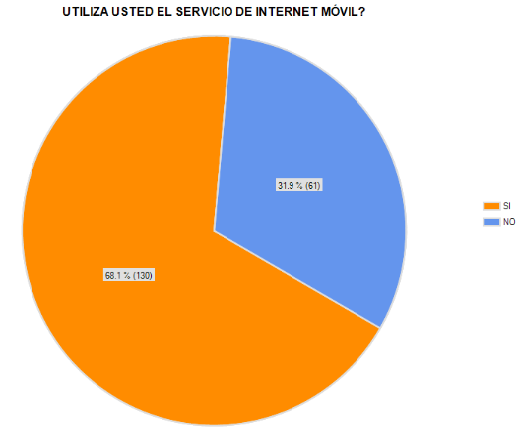 UTILIZA USTED EL SERVICIO DE INTERNET MÓVIL?
31.9 % (61)
68.1 % (130)
SI
NO